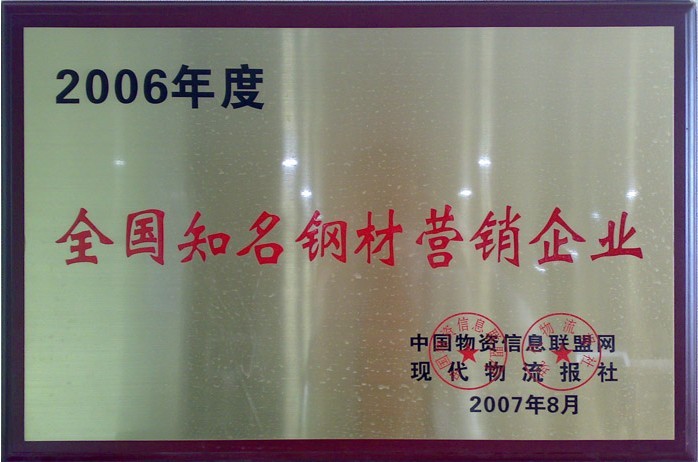 2006年度
全国知名钢材营销企业
中国物资信息联盟网
现代物流报社
2007年8月